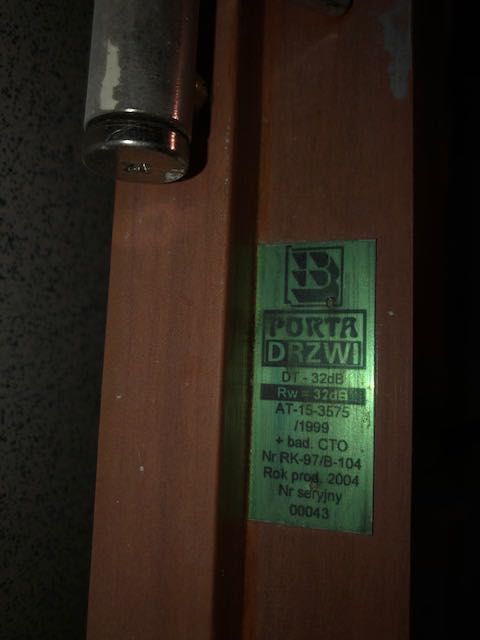 B
PORTA
DRZWI
DT - 32dB
Rw = 32dB
AT-15-3575
/1999
+ bad. CTO
Nr RK-97/B-104
Rok prod. 2004
Nr seryjny
00043